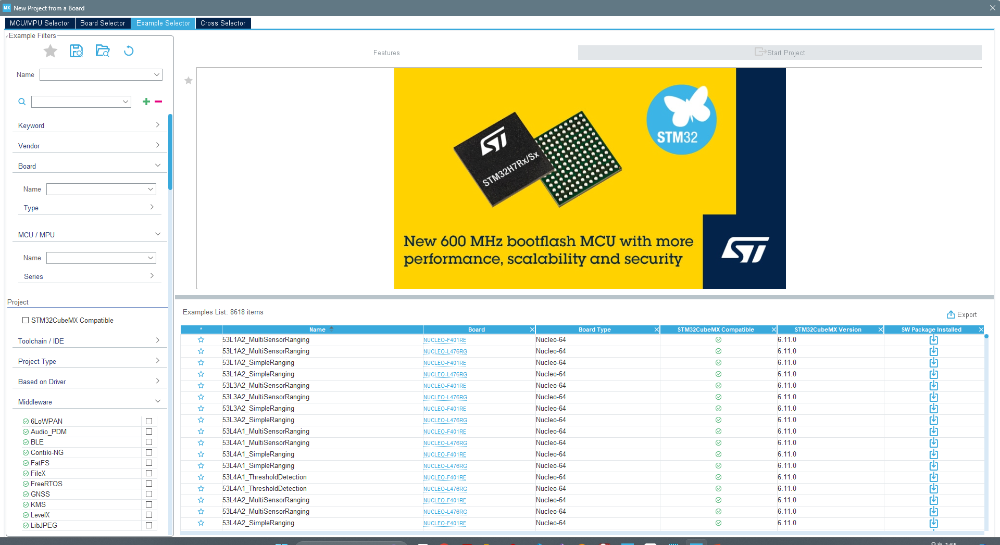 MX New Project from a Board
MCU/MPU Selector Board Selector Example Selector Cross Selector
Example Filters
Name
Keyword
Vendor
Board
Name
Type
MCU / MPU
Name
Series
Project
STM32CubeMX Compatible
Toolchain / IDE
Project Type
Based on Driver
Middleware
6LoWPAN
Audio_PDM
BLE
Contiki-NG
FatFS
FileX
FreeRTOS
GNSS
KMS
LevelX
LibJPEG
Features Start Project
STM32
ST
STM32H7Rx/Sx
New 600 MHz bootflash MCU with more
performance, scalability and security
ST
Examples List: 8618 items
Export
* Name Board Board Type STM32CubeMX Compatible STM32CubeMX Version SW Package Installed
53L1A2_MultiSensorRanging NUCLEO-F401RE Nucleo-64 6.11.0
53L1A2_MultiSensorRanging NUCLEO-L476RG Nucleo-64 6.11.0
53L1A2_SimpleRanging NUCLEO-F401RE Nucleo-64 6.11.0
53L1A2_SimpleRanging NUCLEO-L476RG Nucleo-64 6.11.0
53L3A2_MultiSensorRanging NUCLEO-F401RE Nucleo-64 6.11.0
53L3A2_MultiSensorRanging NUCLEO-L476RG Nucleo-64 6.11.0
53L3A2_SimpleRanging NUCLEO-F401RE Nucleo-64 6.11.0
53L3A2_SimpleRanging NUCLEO-L476RG Nucleo-64 6.11.0
53L4A1_MultiSensorRanging NUCLEO-F401RE Nucleo-64 6.11.0
53L4A1_MultiSensorRanging NUCLEO-L476RG Nucleo-64 6.11.0
53L4A1_SimpleRanging NUCLEO-F401RE Nucleo-64 6.11.0
53L4A1_SimpleRanging NUCLEO-L476RG Nucleo-64 6.11.0
53L4A1_ThresholdDetection NUCLEO-F401RE Nucleo-64 6.11.0
53L4A1_ThresholdDetection NUCLEO-L476RG Nucleo-64 6.11.0
53L4A2_MultiSensorRanging NUCLEO-F401RE Nucleo-64 6.11.0
53L4A2_MultiSensorRanging NUCLEO-L476RG Nucleo-64 6.11.0
53L4A2_SimpleRanging NUCLEO-F401RE Nucleo-64 6.11.0